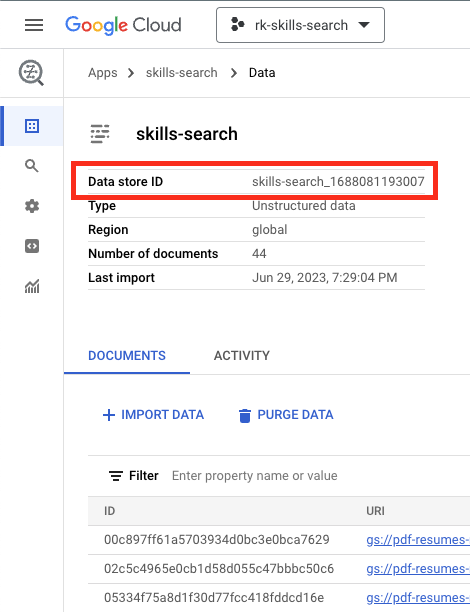 Google Cloud rk-skills-search
Apps > skills-search > Data
skills-search
Data store ID skills-search_1688081193007
Type Unstructured data
Region global
Number of documents 44
Last import Jun 29, 2023, 7:29:04 PM
DOCUMENTS ACTIVITY
+ IMPORT DATA PURGE DATA
Filter Enter property name or value
ID URI
00c897ff61a5703934d0bc3e0bca7629 gs://pdf-resumes-
02c5c4965e0cb1d58d055c47bbbc50c6 gs://pdf-resumes-
05334f75a8d1f30d77fcc418fddcd16e gs://pdf-resumes-